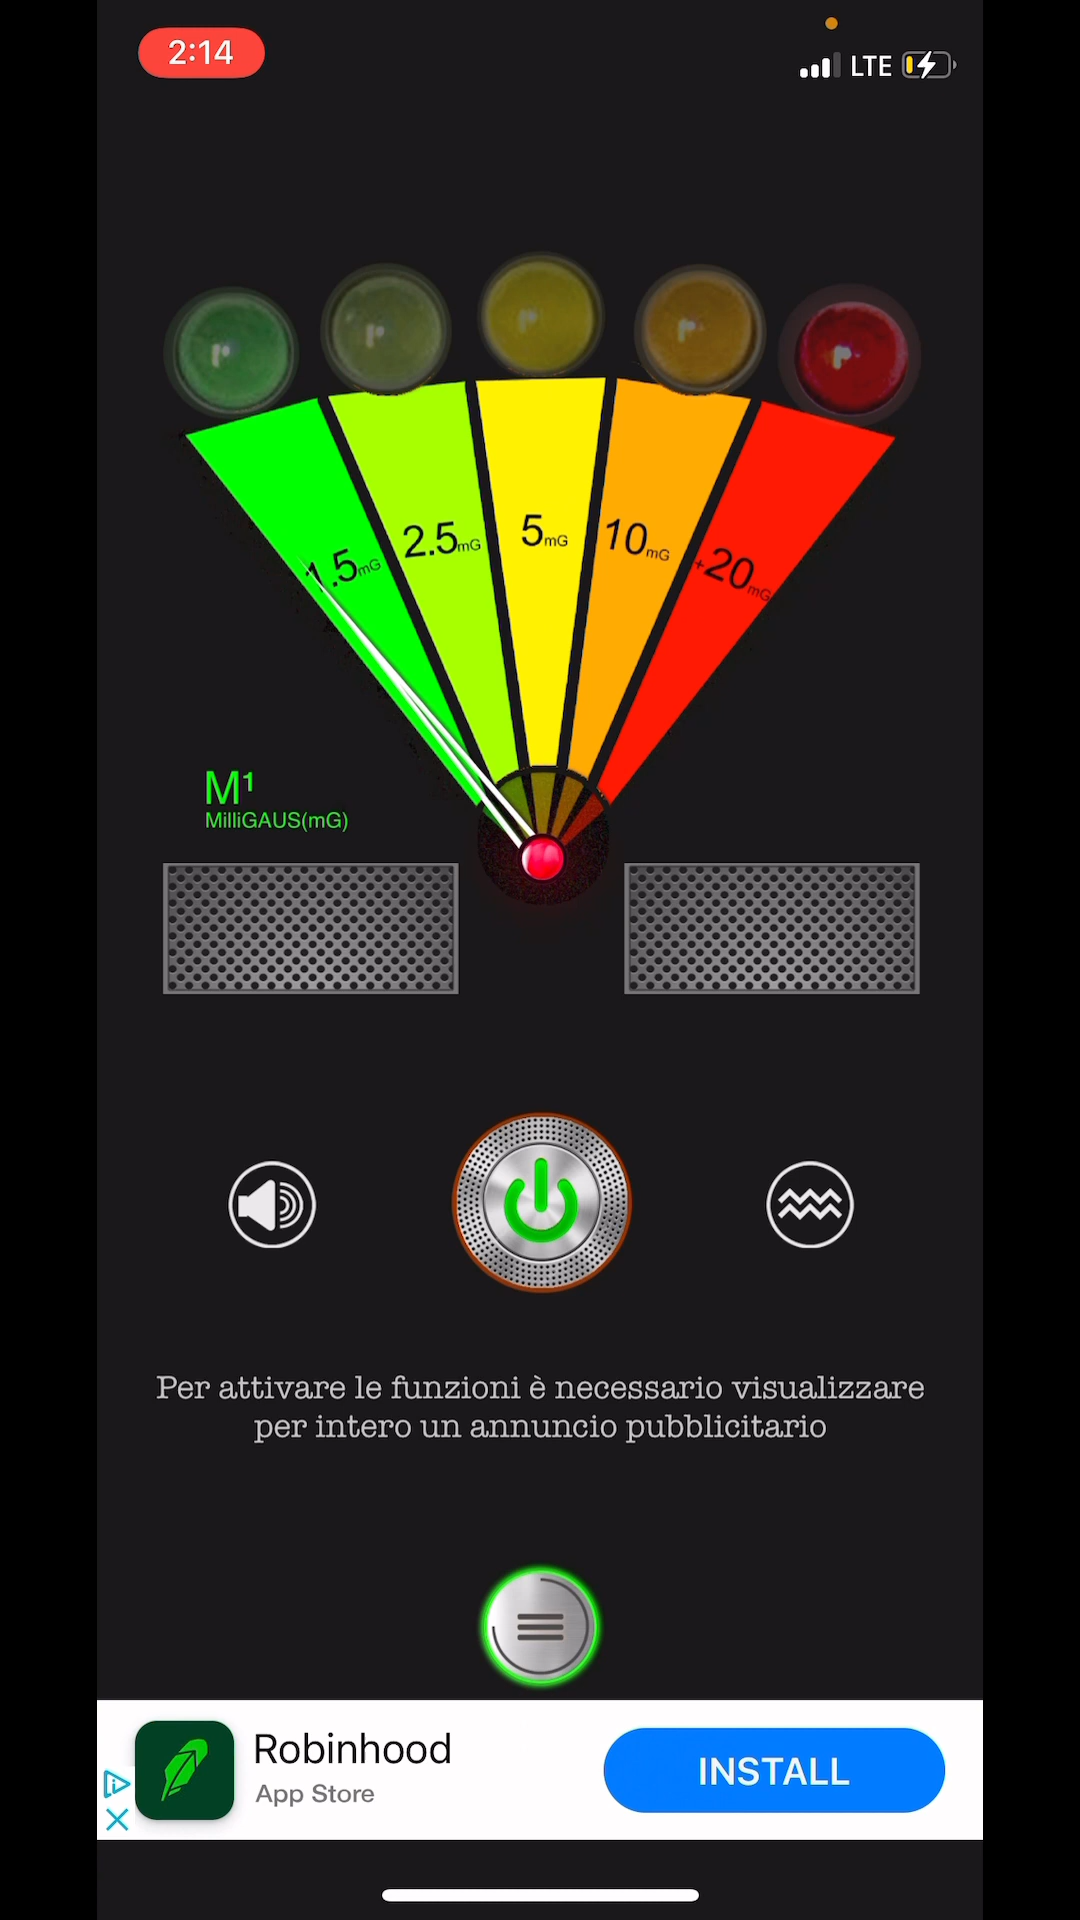 2:14
LTE
1.5mG
2.5mG
5mG
10mG
+20mG
M¹
MilliGAUS(mG)
Per attivare le funzioni è necessario visualizzare
per intero un annuncio pubblicitario
Robinhood
App Store
INSTALL